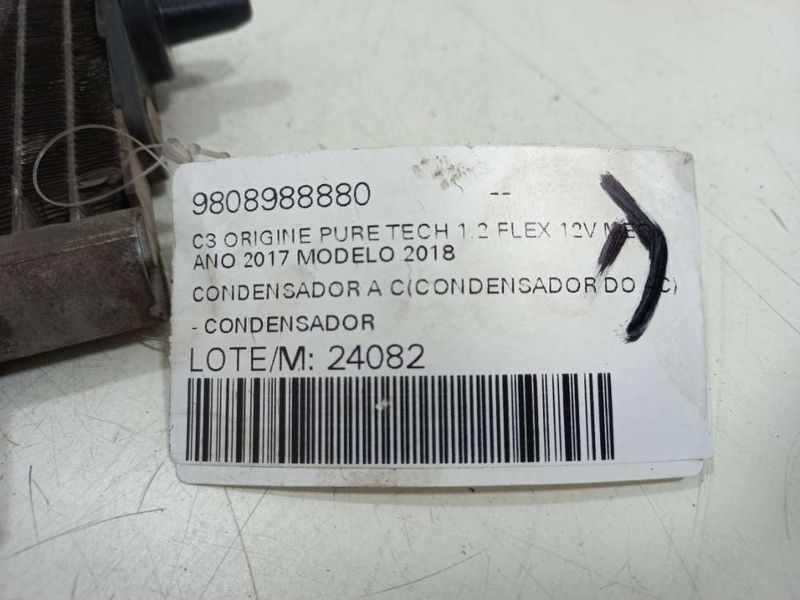 9808988880 --
C3 ORIGINE PURE TECH 1.2 FLEX 12V MEC
ANO 2017 MODELO 2018
CONDENSADOR A C(CONDENSADOR DO C)
- CONDENSADOR
LOTE/M: 24082